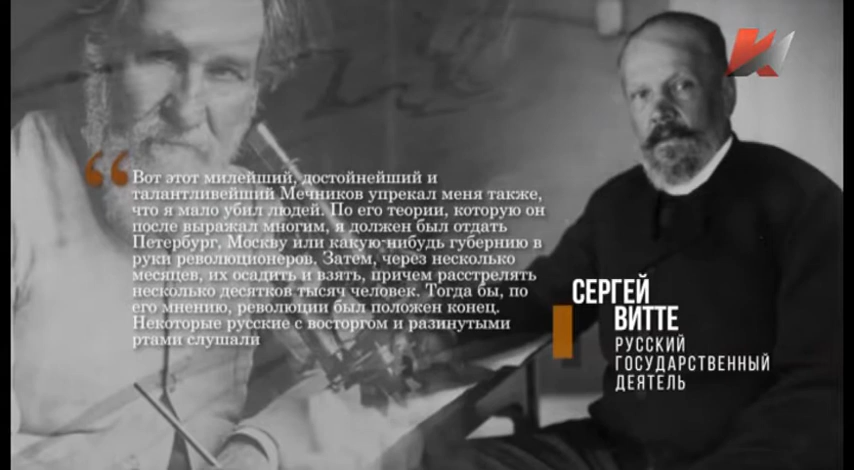 “Вот этот милейший, достойнейший и
талантливейший Мечников упрекал меня также,
что я мало убил людей. По его теории, которую он
после выражал многим, я должен был отдать
Петербург, Москву или какую-нибудь губернию в
руки революционеров. Затем, через несколько
месяцев, их осадить и взять, причем расстрелять
несколько десятков тысяч человек. Тогда бы, по
его мнению, революции был положен конец.
Некоторые русские с восторгом и разинутыми
ртами слушали
СЕРГЕЙ
ВИТТЕ
РУССКИЙ
ГОСУДАРСТВЕННЫЙ
ДЕЯТЕЛЬ